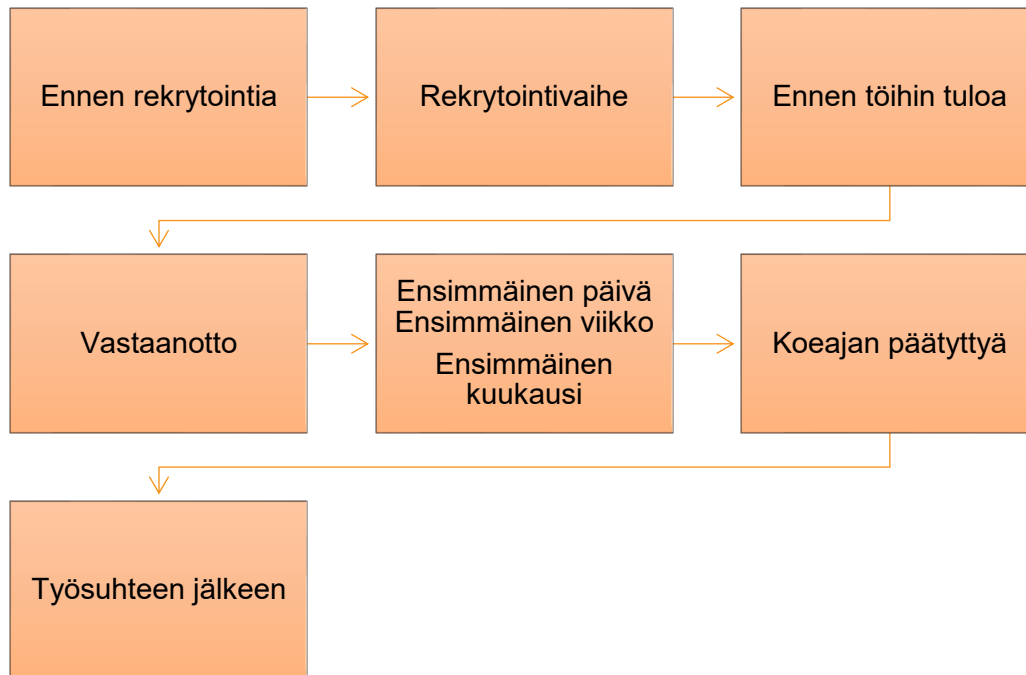 Ennen rekrytointia
Rekrytointivaihe
Ennen töihin tuloa
Vastaanotto
Ensimmäinen päivä
Ensimmäinen viikko
Ensimmäinen
kuukausi
Koeajan päätyttyä
Työsuhteen jälkeen